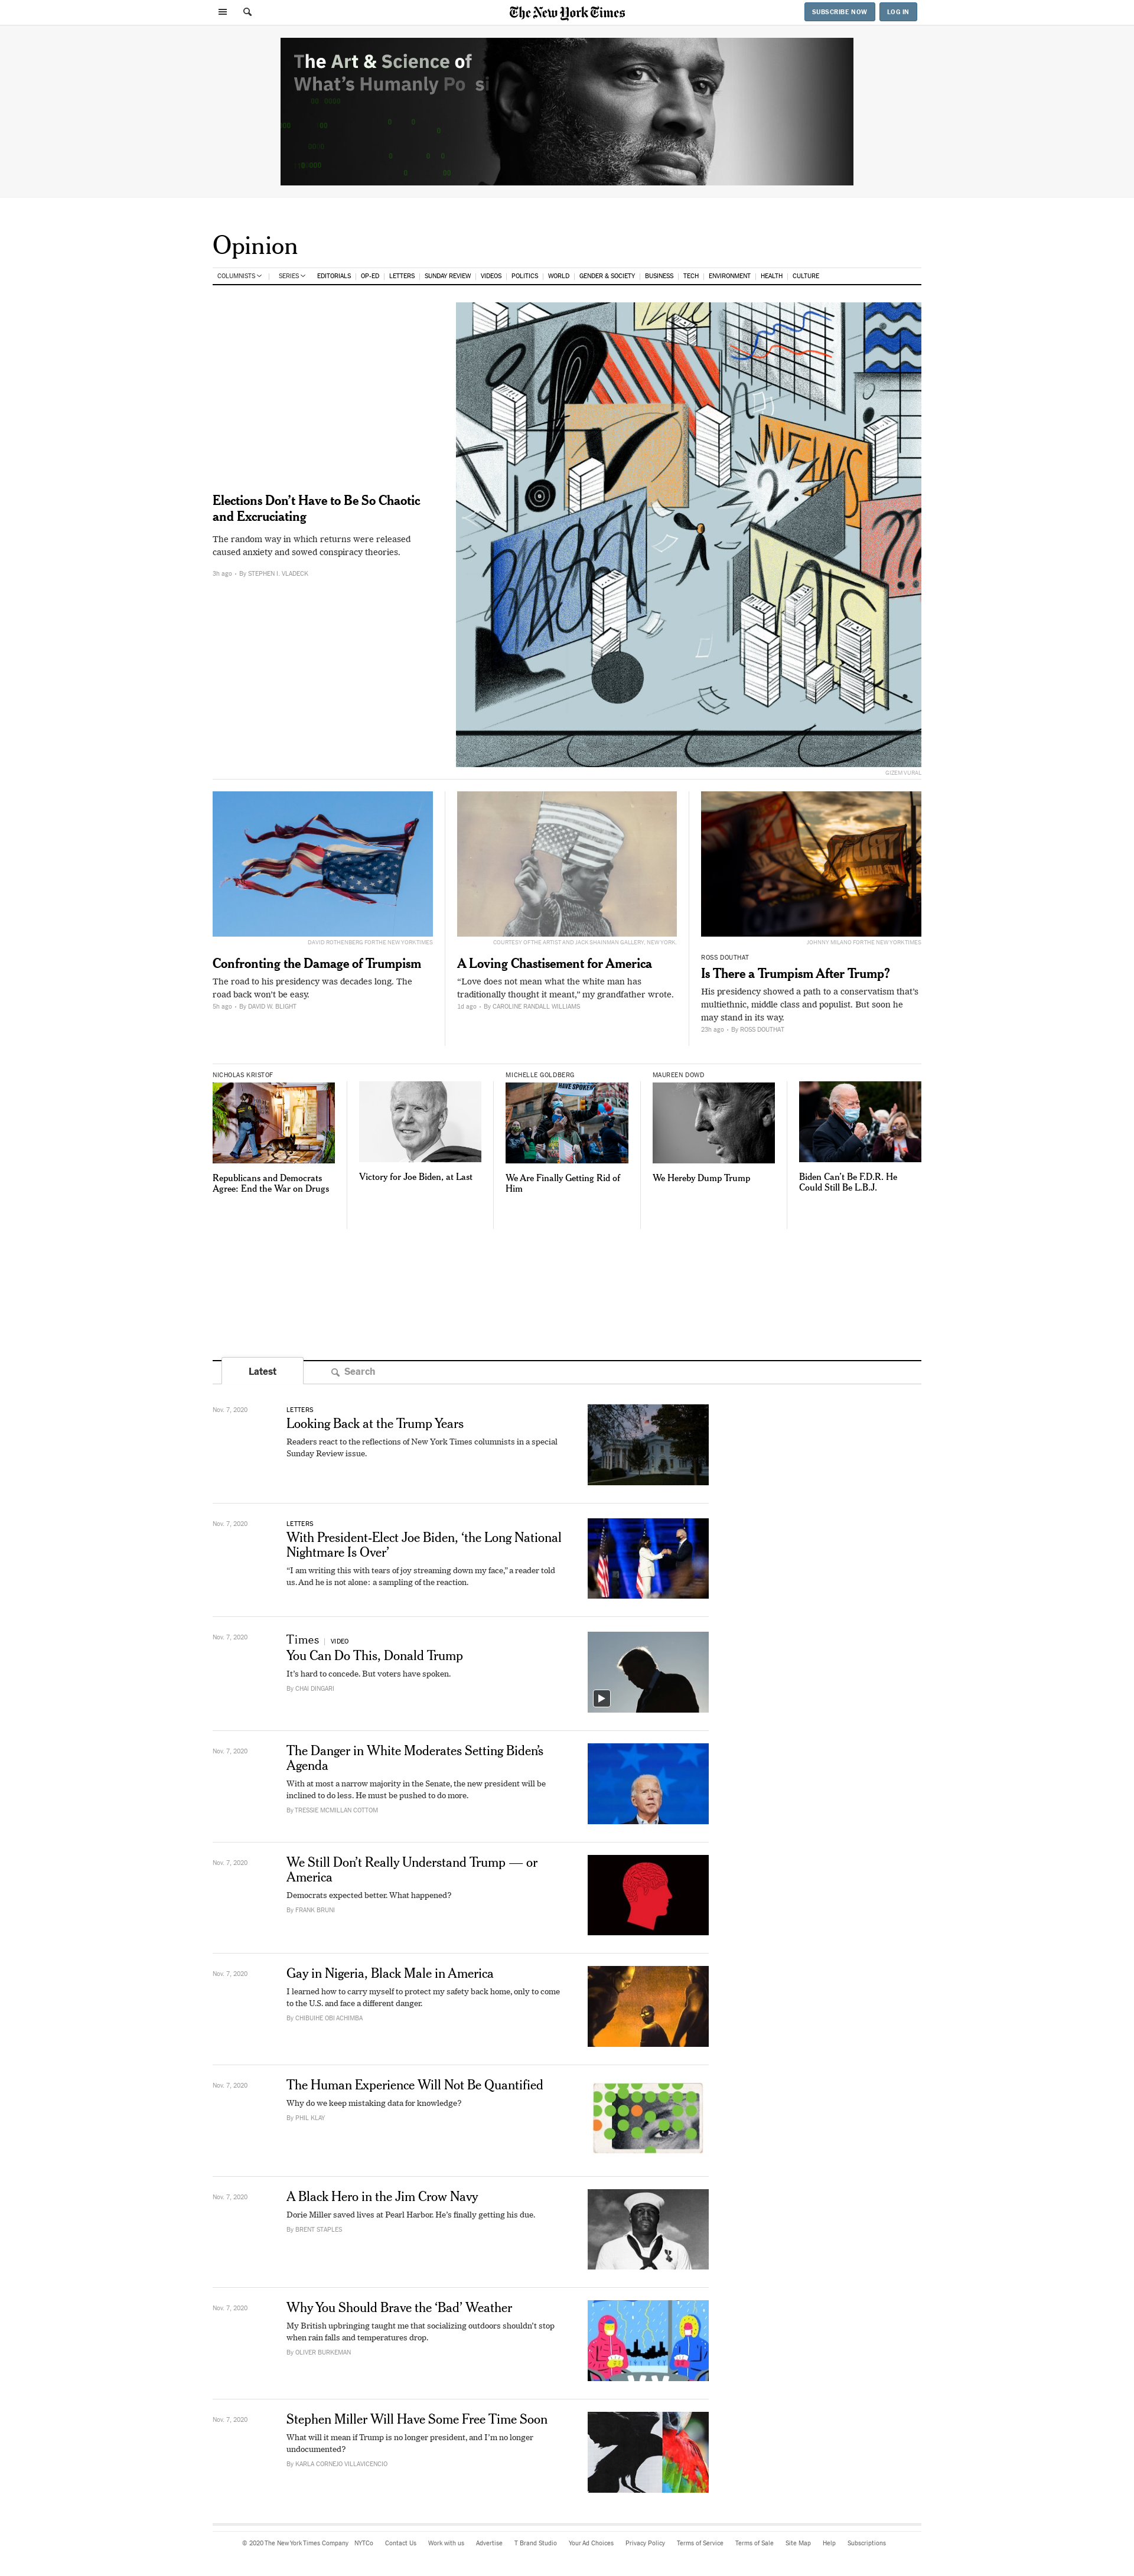 The New York Times
SUBSCRIBE NOW
LOG IN
The Art & Science of
What's Humanly Po si
Opinion
COLUMNISTS
SERIES
EDITORIALS
OP-ED
LETTERS
SUNDAY REVIEW
VIDEOS
POLITICS
WORLD
GENDER & SOCIETY
BUSINESS
TECH
ENVIRONMENT
HEALTH
CULTURE
Elections Don't Have to Be So Chaotic
and Excruciating
The random way in which returns were released
caused anxiety and sowed conspiracy theories.
3h ago • By STEPHEN I. VLADECK
NEWS
VOTS
????
2
GIZEM VURAL
DAVID ROTHENBERG FOR THE NEW YORK TIMES
Confronting the Damage of Trumpism
The road to his presidency was decades long. The
road back won't be easy.
5h ago • By DAVID W. BLIGHT
COURTESY OF THE ARTIST AND JACK SHAINMAN GALLERY, NEW YORK.
A Loving Chastisement for America
“Love does not mean what the white man has
traditionally thought it meant,” my grandfather wrote.
1d ago • By CAROLINE RANDALL WILLIAMS
TRUMP
JOHNNY MILANO FOR THE NEW YORK TIMES
ROSS DOUTHAT
Is There a Trumpism After Trump?
His presidency showed a path to a conservatism that's
multiethnic, middle class and populist. But soon he
may stand in its way.
23h ago • By ROSS DOUTHAT
NICHOLAS KRISTOF
Republicans and Democrats
Agree: End the War on Drugs
Victory for Joe Biden, at Last
MICHELLE GOLDBERG
HAVE SPOKEN
We Are Finally Getting Rid of
Him
MAUREEN DOWD
We Hereby Dump Trump
Biden Can't Be F.D.R. He
Could Still Be L.B.J.
Latest
Search
Nov. 7, 2020
LETTERS
Looking Back at the Trump Years
Readers react to the reflections of New York Times columnists in a special
Sunday Review issue.
Nov. 7, 2020
LETTERS
With President-Elect Joe Biden, ‘the Long National
Nightmare Is Over’
“I am writing this with tears of joy streaming down my face,” a reader told
us. And he is not alone: a sampling of the reaction.
Nov. 7, 2020
Times | VIDEO
You Can Do This, Donald Trump
It's hard to concede. But voters have spoken.
By CHAI DINGARI
Nov. 7, 2020
The Danger in White Moderates Setting Biden's
Agenda
With at most a narrow majority in the Senate, the new president will be
inclined to do less. He must be pushed to do more.
By TRESSIE MCMILLAN COTTOM
Nov. 7, 2020
We Still Don't Really Understand Trump — or
America
Democrats expected better. What happened?
By FRANK BRUNI
Nov. 7, 2020
Gay in Nigeria, Black Male in America
I learned how to carry myself to protect my safety back home, only to come
to the U.S. and face a different danger.
By CHIBUIHE OBI ACHIMBA
Nov. 7, 2020
The Human Experience Will Not Be Quantified
Why do we keep mistaking data for knowledge?
By PHIL KLAY
Nov. 7, 2020
A Black Hero in the Jim Crow Navy
Dorie Miller saved lives at Pearl Harbor. He's finally getting his due.
By BRENT STAPLES
Nov. 7, 2020
Why You Should Brave the ‘Bad’ Weather
My British upbringing taught me that socializing outdoors shouldn't stop
when rain falls and temperatures drop.
By OLIVER BURKEMAN
Nov. 7, 2020
Stephen Miller Will Have Some Free Time Soon
What will it mean if Trump is no longer president, and I'm no longer
undocumented?
By KARLA CORNEJO VILLAVICENCIO
© 2020 The New York Times Company
NYTCo
Contact Us
Work with us
Advertise
T Brand Studio
Your Ad Choices
Privacy Policy
Terms of Service
Terms of Sale
Site Map
Help
Subscriptions